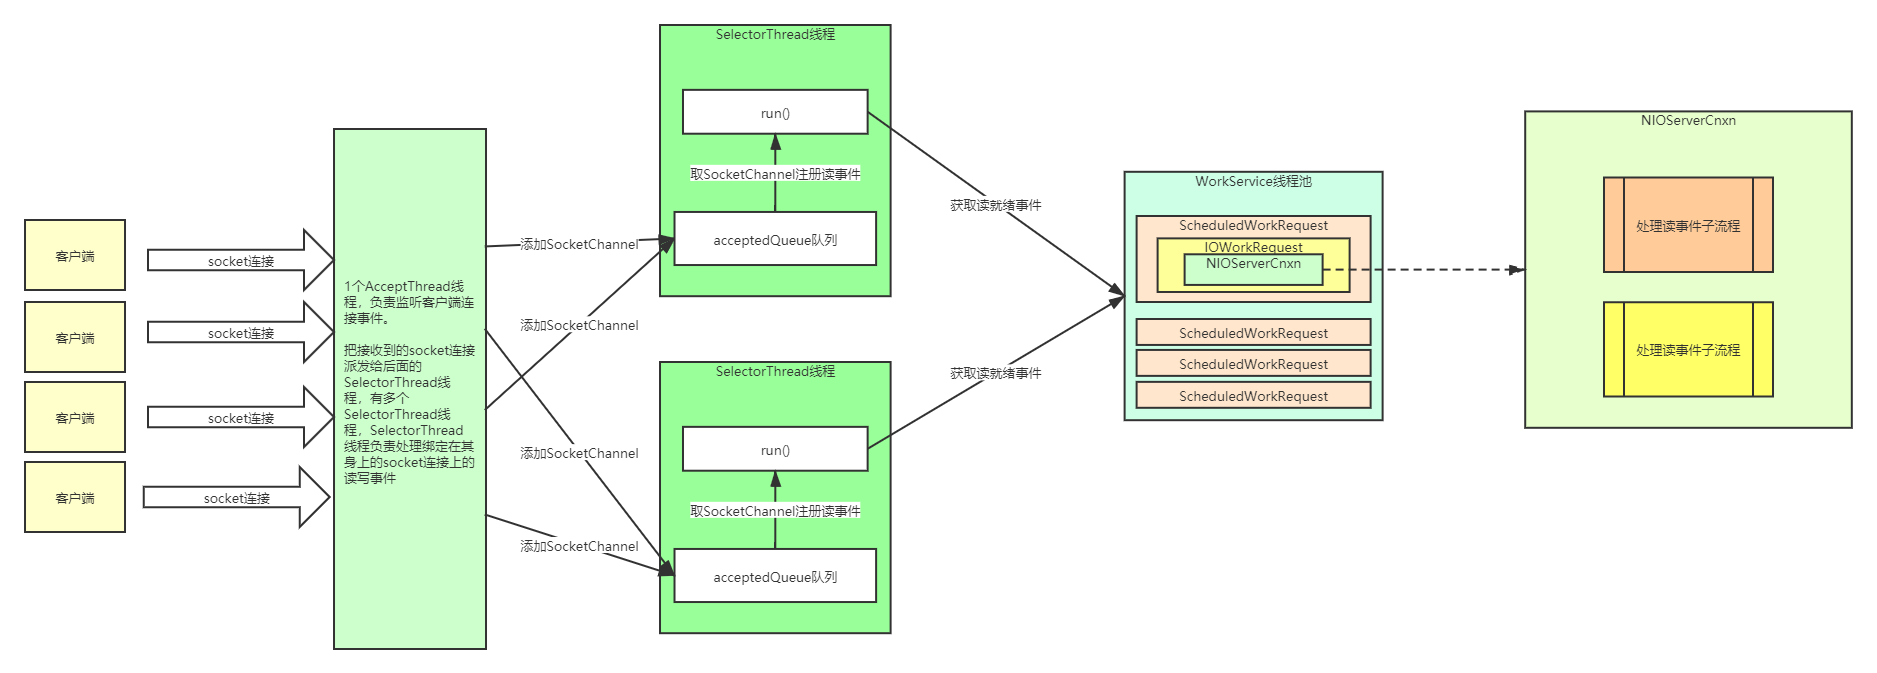 客户端
客户端
客户端
客户端
socket连接
socket连接
socket连接
socket连接
1个AcceptThread线
程，负责监听客户端连
接事件。
把接收到的socket连接
派发给后面的
SelectorThread线
程，有多个
SelectorThread线
程，SelectorThread
线程负责处理绑定在其
身上的socket连接上的
读写事件
添加SocketChannel
添加SocketChannel
添加SocketChannel
添加SocketChannel
SelectorThread线程
run()
取SocketChannel注册读事件
acceptedQueue队列
SelectorThread线程
run()
取SocketChannel注册读事件
acceptedQueue队列
获取读就绪事件
获取读就绪事件
WorkService线程池
ScheduledWorkRequest
IOWorkRequest
NIOServerCnxn
ScheduledWorkRequest
ScheduledWorkRequest
ScheduledWorkRequest
NIOServerCnxn
处理读事件子流程
处理读事件子流程